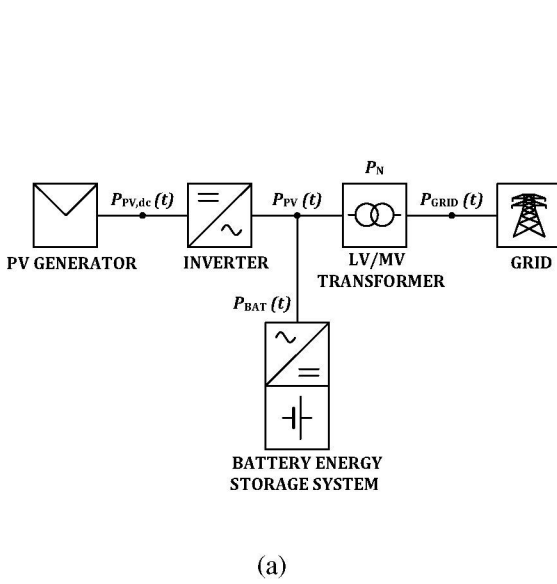 P_N
P_PV,dc (t)
P_PV (t)
P_GRID (t)
PV GENERATOR
INVERTER
LV/MV
TRANSFORMER
GRID
P_BAT (t)
BATTERY ENERGY
STORAGE SYSTEM
(a)